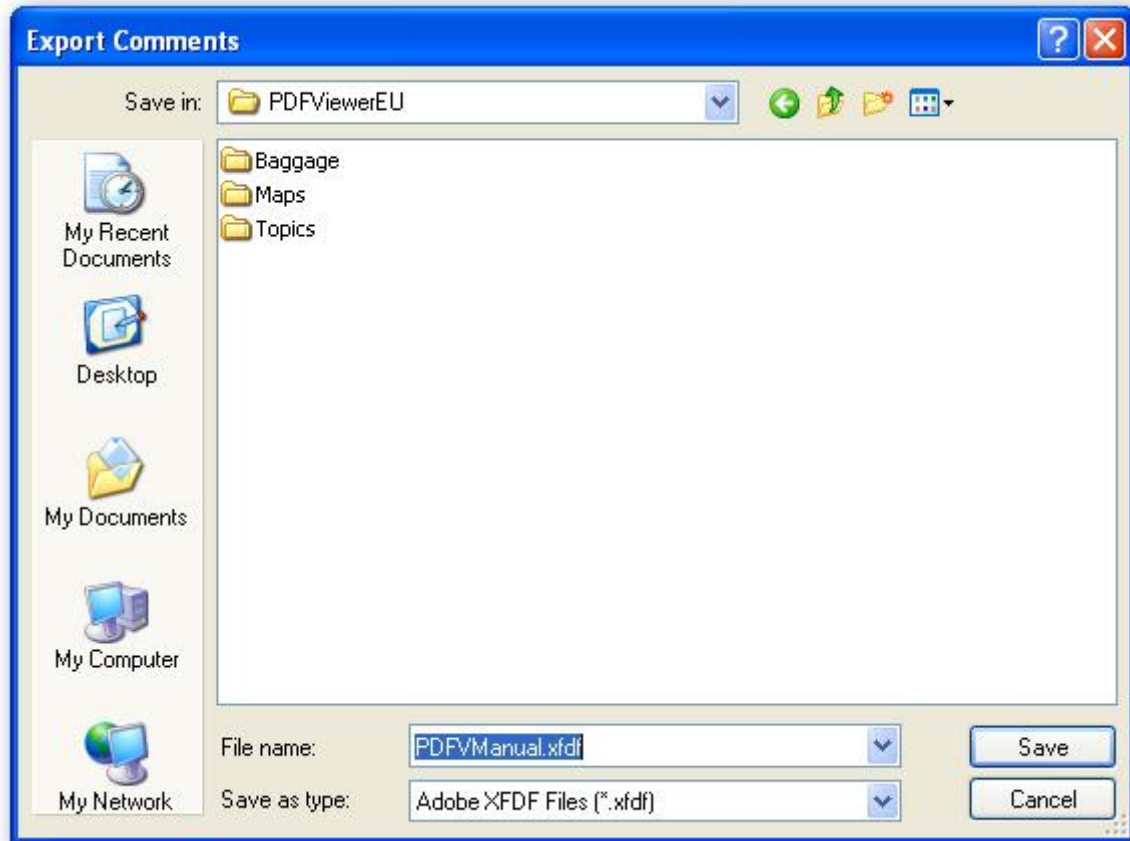 Export Comments
?
Save in: PDFViewerEU
Baggage
Maps
Topics
My Recent
Documents
Desktop
My Documents
My Computer
My Network
File name: PDFVManual.xfdf Save
Save as type: Adobe XFDF Files (*.xfdf) Cancel